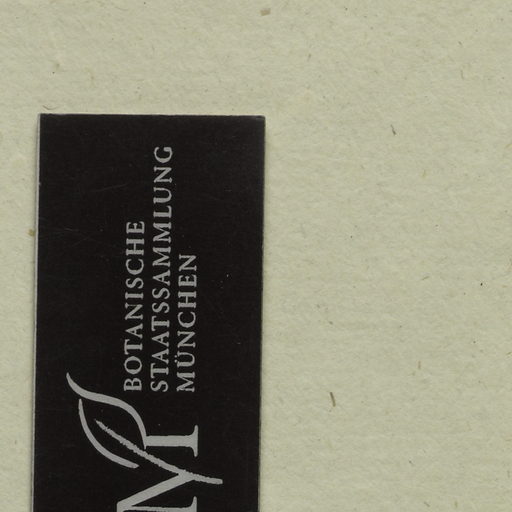 BOTANISCHE
STAATSSAMMLUNG
MÜNCHEN
M